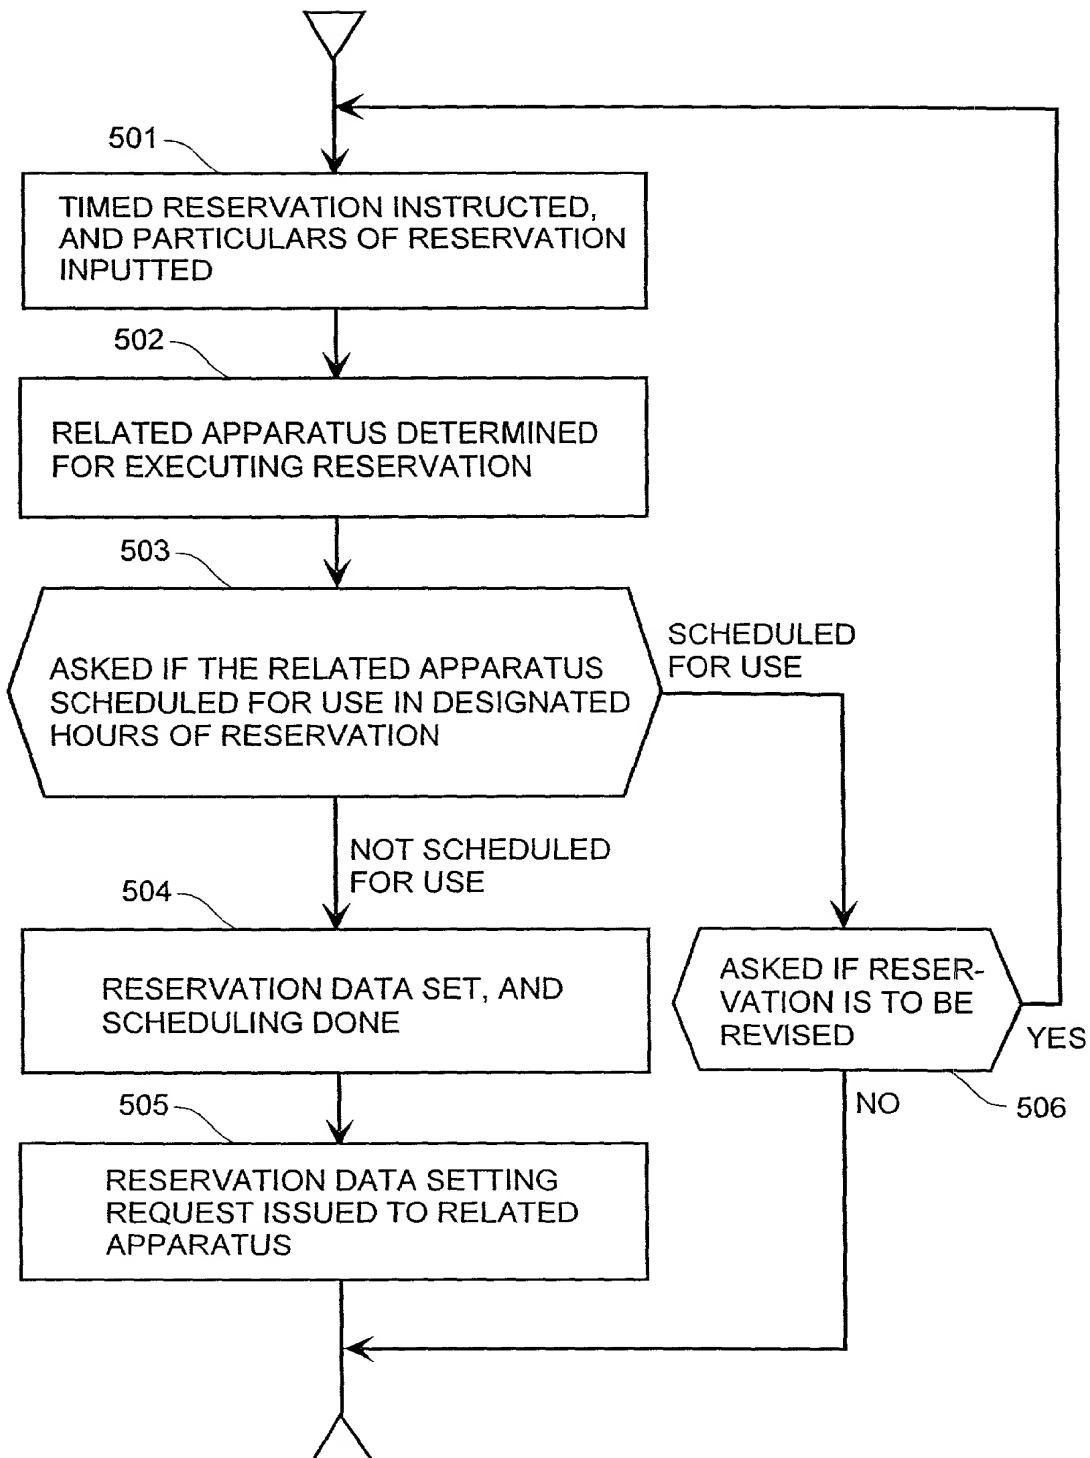 501
TIMED RESERVATION INSTRUCTED,
AND PARTICULARS OF RESERVATION
INPUTTED
502
RELATED APPARATUS DETERMINED
FOR EXECUTING RESERVATION
503
ASKED IF THE RELATED APPARATUS
SCHEDULED FOR USE IN DESIGNATED
HOURS OF RESERVATION
SCHEDULED
FOR USE
NOT SCHEDULED
FOR USE
504
RESERVATION DATA SET, AND
SCHEDULING DONE
ASKED IF RESER-
VATION IS TO BE
REVISED
YES
NO
506
505
RESERVATION DATA SETTING
REQUEST ISSUED TO RELATED
APPARATUS